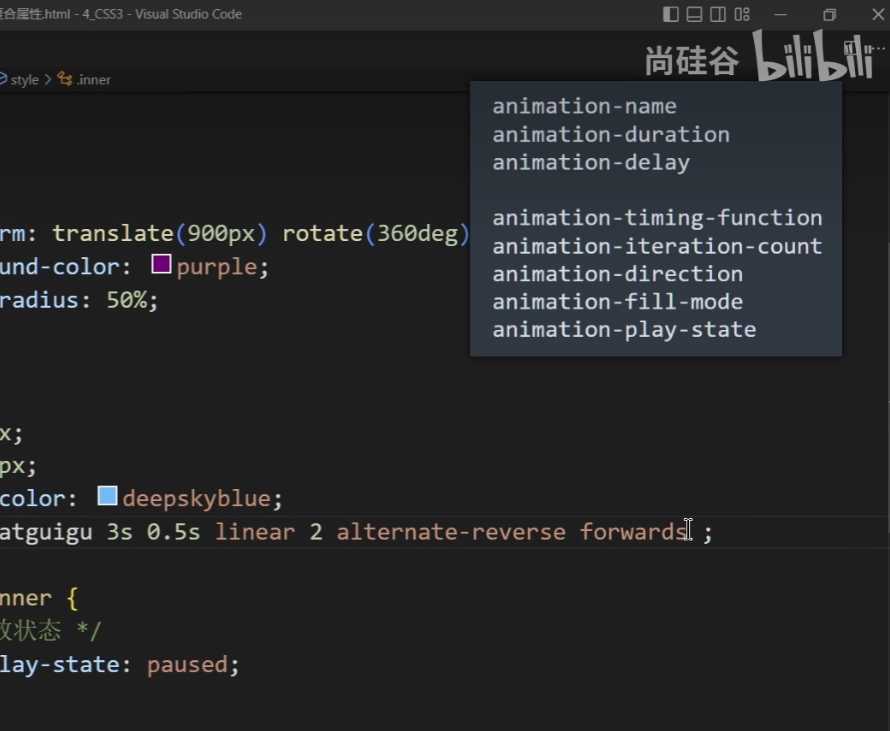 复合属性.html - 4_CSS3 - Visual Studio Code
尚硅谷 bilibili
style > .inner
animation-name
animation-duration
animation-delay
animation-timing-function
animation-iteration-count
animation-direction
animation-fill-mode
animation-play-state
rm: translate(900px) rotate(360deg)
und-color: purple;
radius: 50%;
x;
px;
color: deepskyblue;
atguigu 3s 0.5s linear 2 alternate-reverse forwards ;
nner {
放状态 */
lay-state: paused;